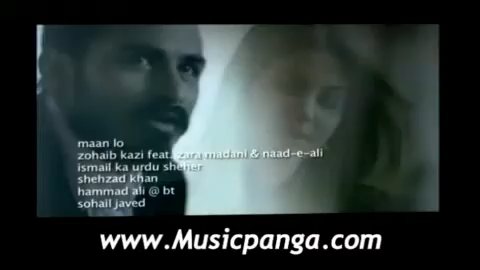 maan lo
zohaib kazi feat. zara madani & naad-e-ali
ismail ka urdu sheher
shehzad khan
hammad ali @ bt
sohail javed
www.Musicpanga.com